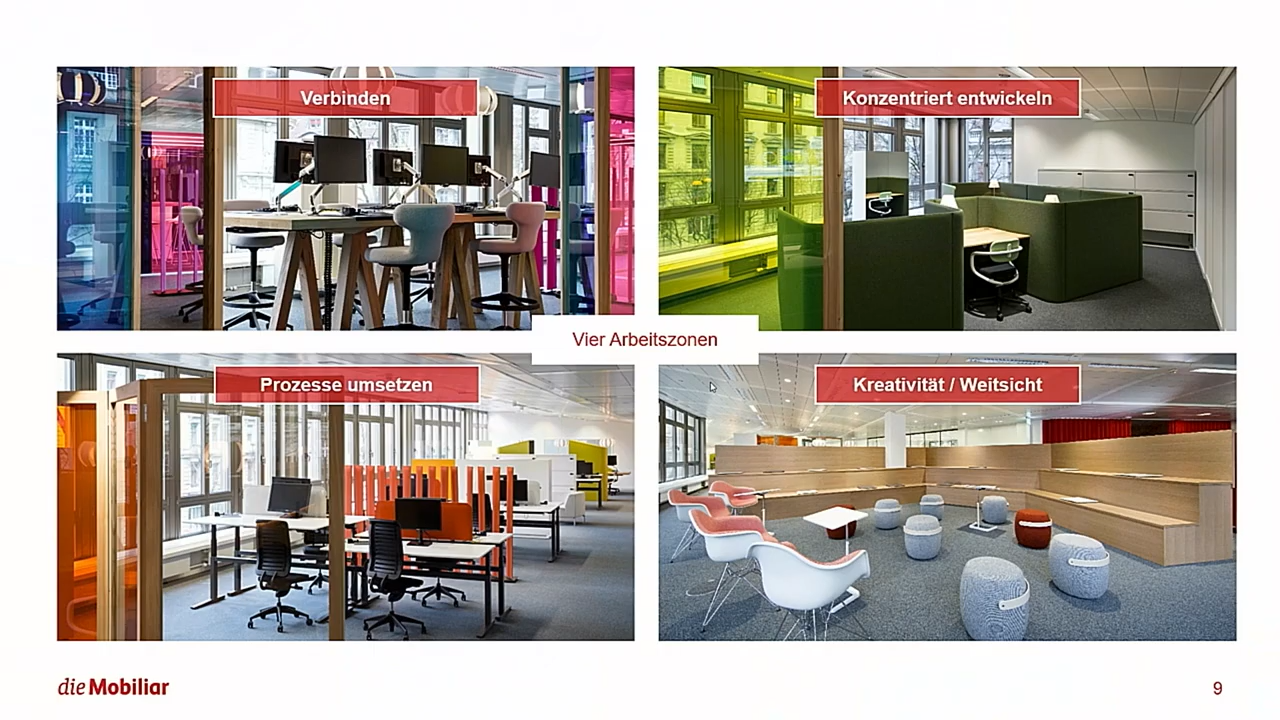 Verbinden
Konzentriert entwickeln
Vier Arbeitszonen
Prozesse umsetzen
Kreativität / Weitsicht
die Mobiliar
9